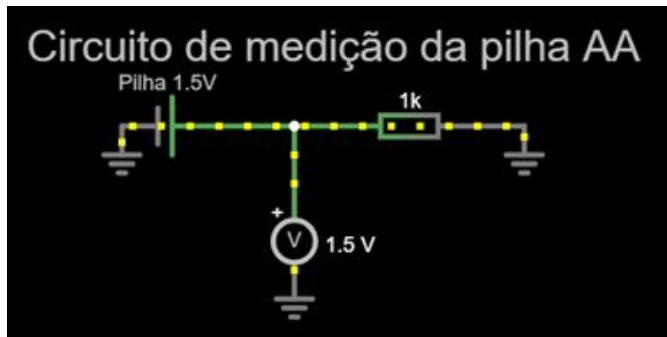 Circuito de medição da pilha AA
Pilha 1.5V
1k
+
V
1.5 V